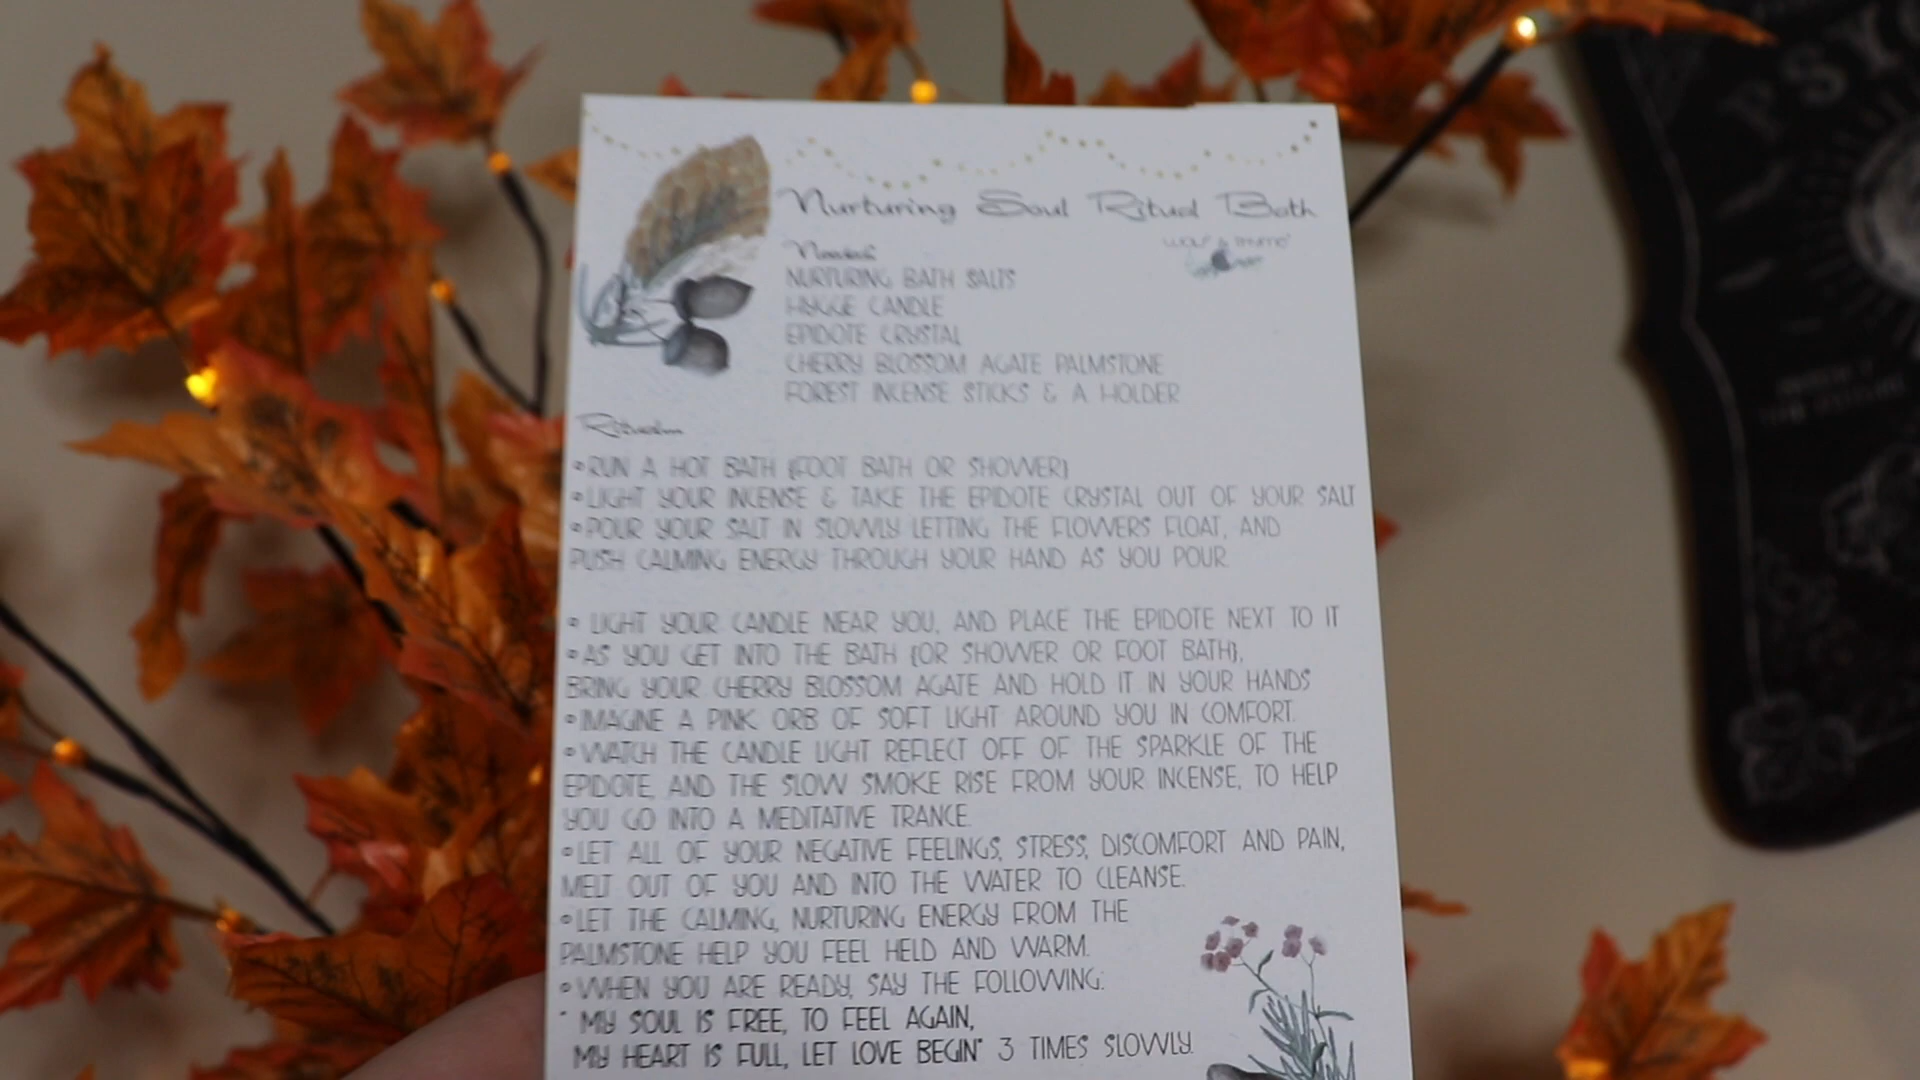 Nurturing Soul Ritual Bath
Needed:
NURTURING BATH SALTS
HYGGE CANDLE
EPIDOTE CRYSTAL
CHERRY BLOSSOM AGATE PALMSTONE
FOREST INCENSE STICKS & A HOLDER
Ritual:
•RUN A HOT BATH {FOOT BATH OR SHOWER}
•LIGHT YOUR INCENSE & TAKE THE EPIDOTE CRYSTAL OUT OF YOUR SALT
•POUR YOUR SALT IN SLOWLY LETTING THE FLOWERS FLOAT, AND
PUSH CALMING ENERGY THROUGH YOUR HAND AS YOU POUR.
• LIGHT YOUR CANDLE NEAR YOU, AND PLACE THE EPIDOTE NEXT TO IT
•AS YOU GET INTO THE BATH {OR SHOWER OR FOOT BATH},
BRING YOUR CHERRY BLOSSOM AGATE AND HOLD IT IN YOUR HANDS
•IMAGINE A PINK ORB OF SOFT LIGHT AROUND YOU IN COMFORT.
•WATCH THE CANDLE LIGHT REFLECT OFF OF THE SPARKLE OF THE
EPIDOTE, AND THE SLOW SMOKE RISE FROM YOUR INCENSE, TO HELP
YOU GO INTO A MEDITATIVE TRANCE.
•LET ALL OF YOUR NEGATIVE FEELINGS, STRESS, DISCOMFORT AND PAIN,
MELT OUT OF YOU AND INTO THE WATER TO CLEANSE.
•LET THE CALMING, NURTURING ENERGY FROM THE
PALMSTONE HELP YOU FEEL HELD AND WARM.
•WHEN YOU ARE READY, SAY THE FOLLOWING:
" MY SOUL IS FREE, TO FEEL AGAIN,
MY HEART IS FULL, LET LOVE BEGIN" 3 TIMES SLOWLY.